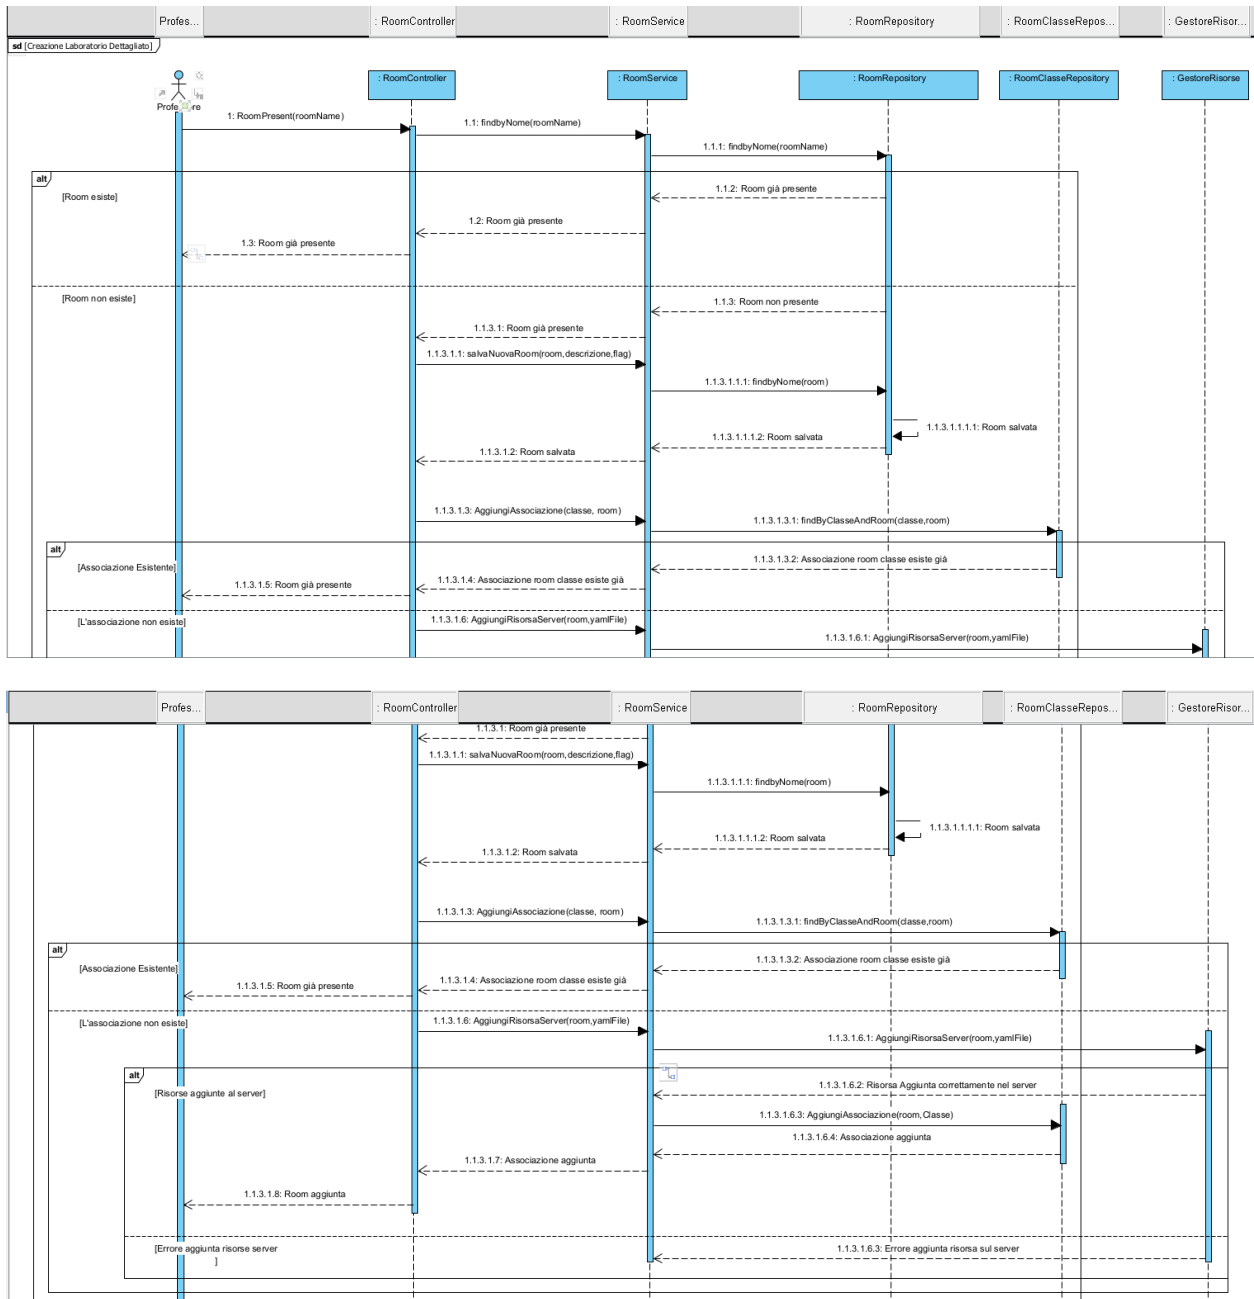 Profes...
: RoomController
: RoomService
: RoomRepository
: RoomClasseRepos...
: GestoreRisor...
sd [Creazione Laboratorio Dettagliato]
: RoomController
: RoomService
: RoomRepository
: RoomClasseRepository
: GestoreRisorse
1: RoomPresent(roomName)
1.1: findbyNome(roomName)
1.1.1: findbyNome(roomName)
alt
[Room esiste]
1.1.2: Room già presente
1.2: Room già presente
1.3: Room già presente
[Room non esiste]
1.1.3: Room non presente
1.1.3.1: Room già presente
1.1.3.1.1: salvaNuovaRoom(room,descrizione,flag)
1.1.3.1.1.1: findbyNome(room)
1.1.3.1.1.1.1: Room salvata
1.1.3.1.1.1.2: Room salvata
1.1.3.1.2: Room salvata
1.1.3.1.3: AggiungiAssociazione(classe, room)
1.1.3.1.3.1: findByClasseAndRoom(classe,room)
alt
[Associazione Esistente]
1.1.3.1.3.2: Associazione room classe esiste già
1.1.3.1.4: Associazione room classe esiste già
1.1.3.1.5: Room già presente
[L'associazione non esiste]
1.1.3.1.6: AggiungiRisorsaServer(room,yamlFile)
1.1.3.1.6.1: AggiungiRisorsaServer(room,yamlFile)
Profes...
: RoomController
: RoomService
: RoomRepository
: RoomClasseRepos...
: GestoreRisor...
1.1.3.1: Room già presente
1.1.3.1.1: salvaNuovaRoom(room,descrizione,flag)
1.1.3.1.1.1: findbyNome(room)
1.1.3.1.1.1.1: Room salvata
1.1.3.1.1.1.2: Room salvata
1.1.3.1.2: Room salvata
1.1.3.1.3: AggiungiAssociazione(classe, room)
1.1.3.1.3.1: findByClasseAndRoom(classe,room)
alt
[Associazione Esistente]
1.1.3.1.3.2: Associazione room classe esiste già
1.1.3.1.4: Associazione room classe esiste già
1.1.3.1.5: Room già presente
[L'associazione non esiste]
1.1.3.1.6: AggiungiRisorsaServer(room,yamlFile)
1.1.3.1.6.1: AggiungiRisorsaServer(room,yamlFile)
alt
[Risorse aggiunte al server]
1.1.3.1.6.2: Risorsa Aggiunta correttamente nel server
1.1.3.1.6.3: AggiungiAssociazione(room,Classe)
1.1.3.1.6.4: Associazione aggiunta
1.1.3.1.7: Associazione aggiunta
1.1.3.1.8: Room aggiunta
[Errore aggiunta risorse server
]
1.1.3.1.6.3: Errore aggiunta risorsa sul server